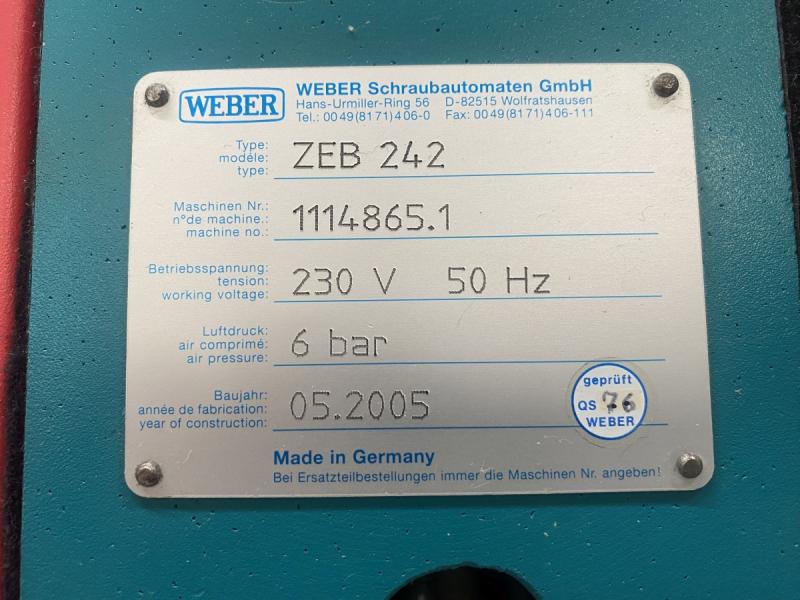 WEBER
WEBER Schraubautomaten GmbH
Hans-Urmiller-Ring 56 D-82515 Wolfratshausen
Tel.: 0049(8171)406-0 Fax: 0049(8171)406-111
Type:
modéle:
type:
ZEB 242
Maschinen Nr.:
n°de machine.:
machine no.:
1114865.1
Betriebsspannung:
tension:
working voltage:
230 V 50 Hz
Luftdruck:
air comprimé:
air pressure:
6 bar
Baujahr:
année de fabrication:
year of construction:
05.2005
geprüft
QS 76
WEBER
Made in Germany
Bei Ersatzteilbestellungen immer die Maschinen Nr. angeben!